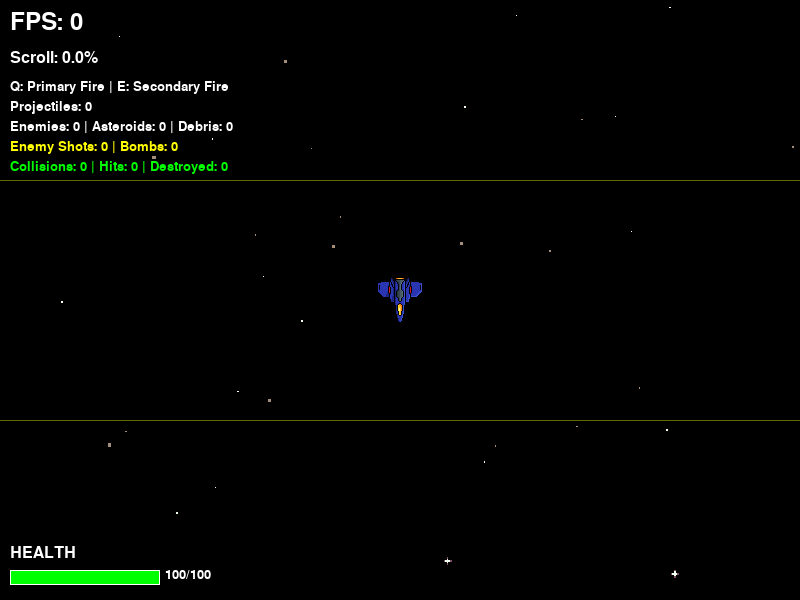 FPS: 0
Scroll: 0.0%
Q: Primary Fire | E: Secondary Fire
Projectiles: 0
Enemies: 0 | Asteroids: 0 | Debris: 0
Enemy Shots: 0 | Bombs: 0
Collisions: 0 | Hits: 0 | Destroyed: 0
HEALTH
100/100